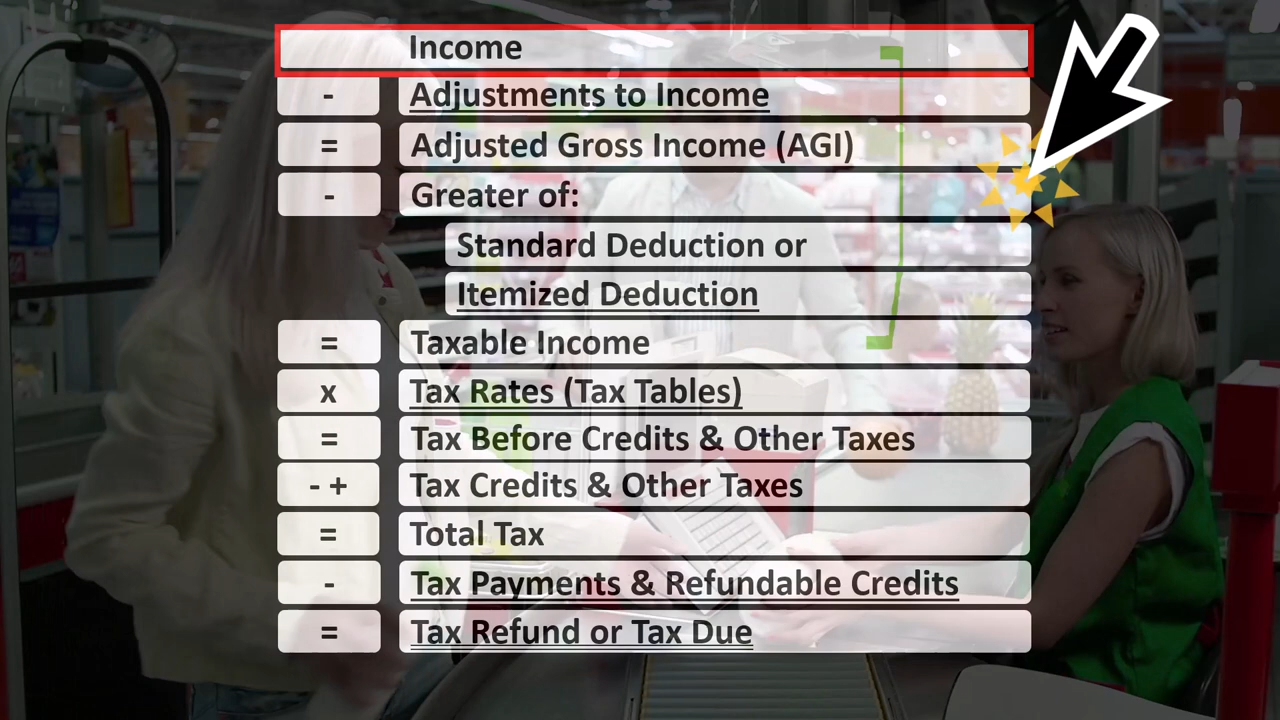 Income
- Adjustments to Income
= Adjusted Gross Income (AGI)
- Greater of:
Standard Deduction or
Itemized Deduction
= Taxable Income
x Tax Rates (Tax Tables)
= Tax Before Credits & Other Taxes
- + Tax Credits & Other Taxes
= Total Tax
- Tax Payments & Refundable Credits
= Tax Refund or Tax Due